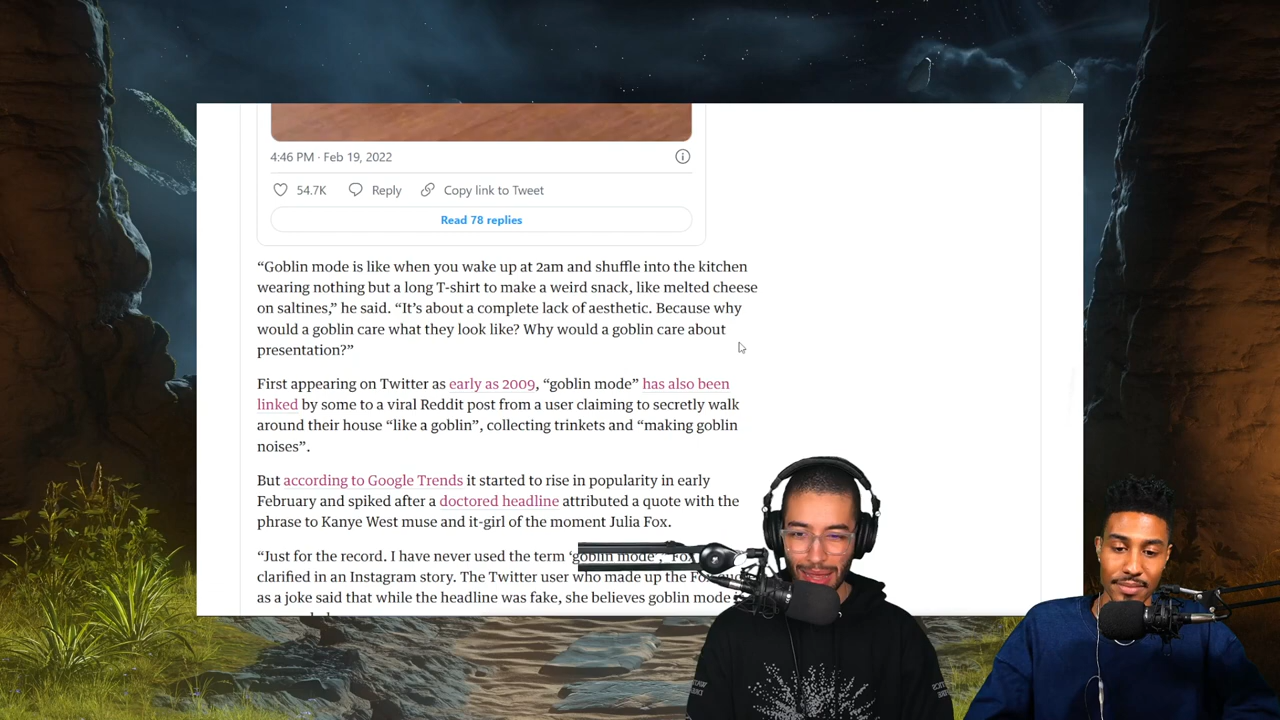 4:46 PM · Feb 19, 2022
54.7K Reply Copy link to Tweet
Read 78 replies
“Goblin mode is like when you wake up at 2am and shuffle into the kitchen
wearing nothing but a long T-shirt to make a weird snack, like melted cheese
on saltines,” he said. “It’s about a complete lack of aesthetic. Because why
would a goblin care what they look like? Why would a goblin care about
presentation?”
First appearing on Twitter as early as 2009, “goblin mode” has also been
linked by some to a viral Reddit post from a user claiming to secretly walk
around their house “like a goblin”, collecting trinkets and “making goblin
noises”.
But according to Google Trends it started to rise in popularity in early
February and spiked after a doctored headline attributed a quote with the
phrase to Kanye West muse and it-girl of the moment Julia Fox.
“Just for the record. I have never used the term ‘goblin mode’,” Fox
clarified in an Instagram story. The Twitter user who made up the
as a joke said that while the headline was fake, she believes goblin mode